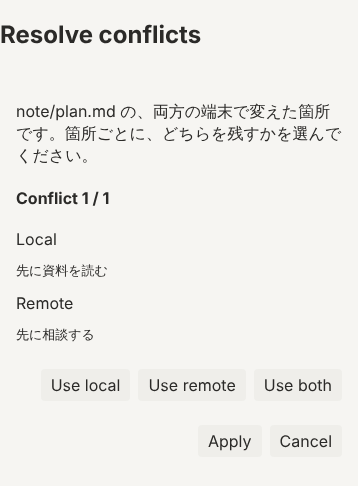 Resolve conflicts
note/plan.md の、両方の端末で変えた箇所
です。箇所ごとに、どちらを残すかを選んで
ください。
Conflict 1 / 1
Local
先に資料を読む
Remote
先に相談する
Use local Use remote Use both
Apply Cancel